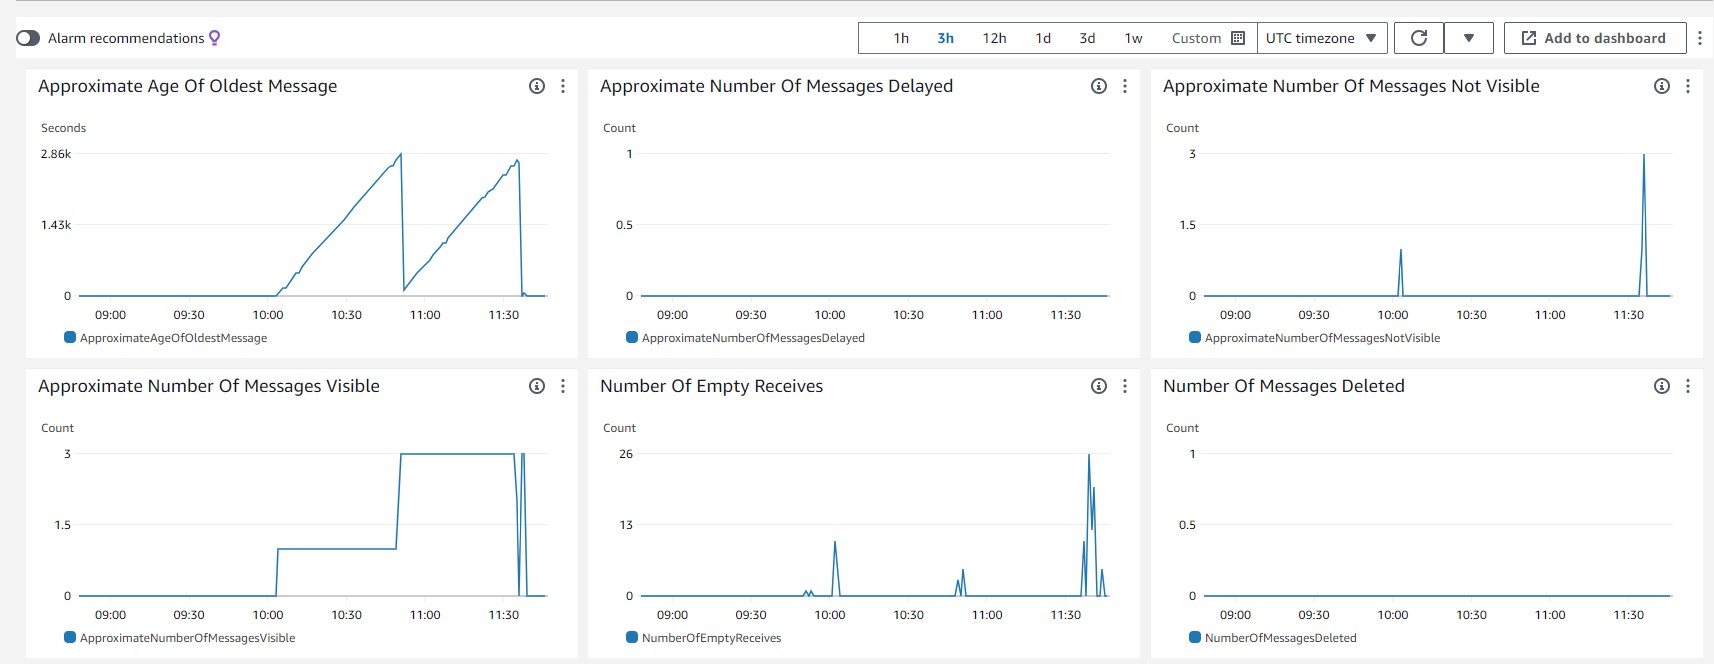 Alarm recommendations
1h 3h 12h 1d 3d 1w Custom UTC timezone Add to dashboard
Approximate Age Of Oldest Message
Seconds
2.86k
1.43k
0
09:00 09:30 10:00 10:30 11:00 11:30
ApproximateAgeOfOldestMessage
Approximate Number Of Messages Delayed
Count
1
0.5
0
09:00 09:30 10:00 10:30 11:00 11:30
ApproximateNumberOfMessagesDelayed
Approximate Number Of Messages Not Visible
Count
3
1.5
0
09:00 09:30 10:00 10:30 11:00 11:30
ApproximateNumberOfMessagesNotVisible
Approximate Number Of Messages Visible
Count
3
1.5
0
09:00 09:30 10:00 10:30 11:00 11:30
ApproximateNumberOfMessagesVisible
Number Of Empty Receives
Count
26
13
0
09:00 09:30 10:00 10:30 11:00 11:30
NumberOfEmptyReceives
Number Of Messages Deleted
Count
1
0.5
0
09:00 09:30 10:00 10:30 11:00 11:30
NumberOfMessagesDeleted